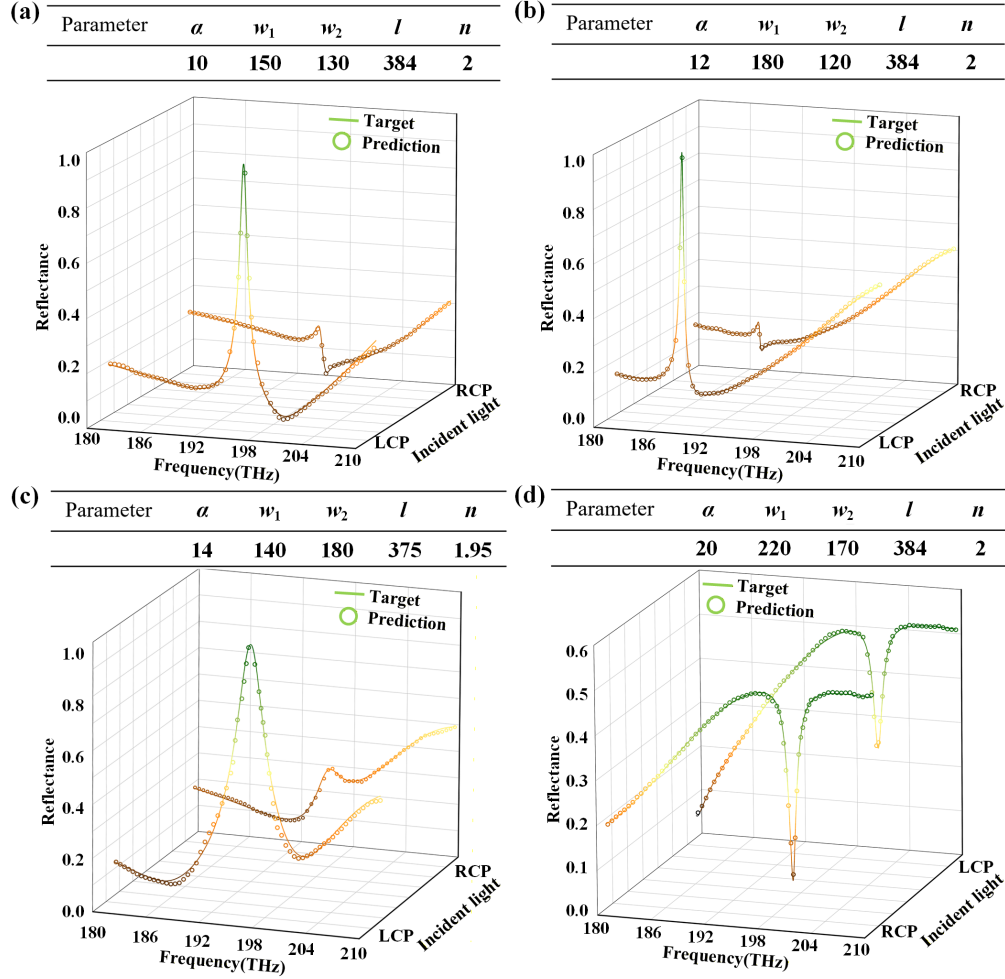 (a)
Parameter α w₁ w₂ l n
10 150 130 384 2
Target
Prediction
1.0
0.8
0.6
0.4
0.2
0.0
Reflectance
180
186
192
198
204
210
Frequency(THz)
LCP
RCP
Incident light
(b)
Parameter α w₁ w₂ l n
12 180 120 384 2
Target
Prediction
1.0
0.8
0.6
0.4
0.2
0.0
Reflectance
180
186
192
198
204
210
Frequency(THz)
LCP
RCP
Incident light
(c)
Parameter α w₁ w₂ l n
14 140 180 375 1.95
Target
Prediction
1.0
0.8
0.6
0.4
0.2
0.0
Reflectance
180
186
192
198
204
210
Frequency(THz)
LCP
RCP
Incident light
(d)
Parameter α w₁ w₂ l n
20 220 170 384 2
Target
Prediction
0.6
0.5
0.4
0.3
0.2
0.1
0.0
Reflectance
180
186
192
198
204
210
Frequency(THz)
RCP
LCP
Incident light